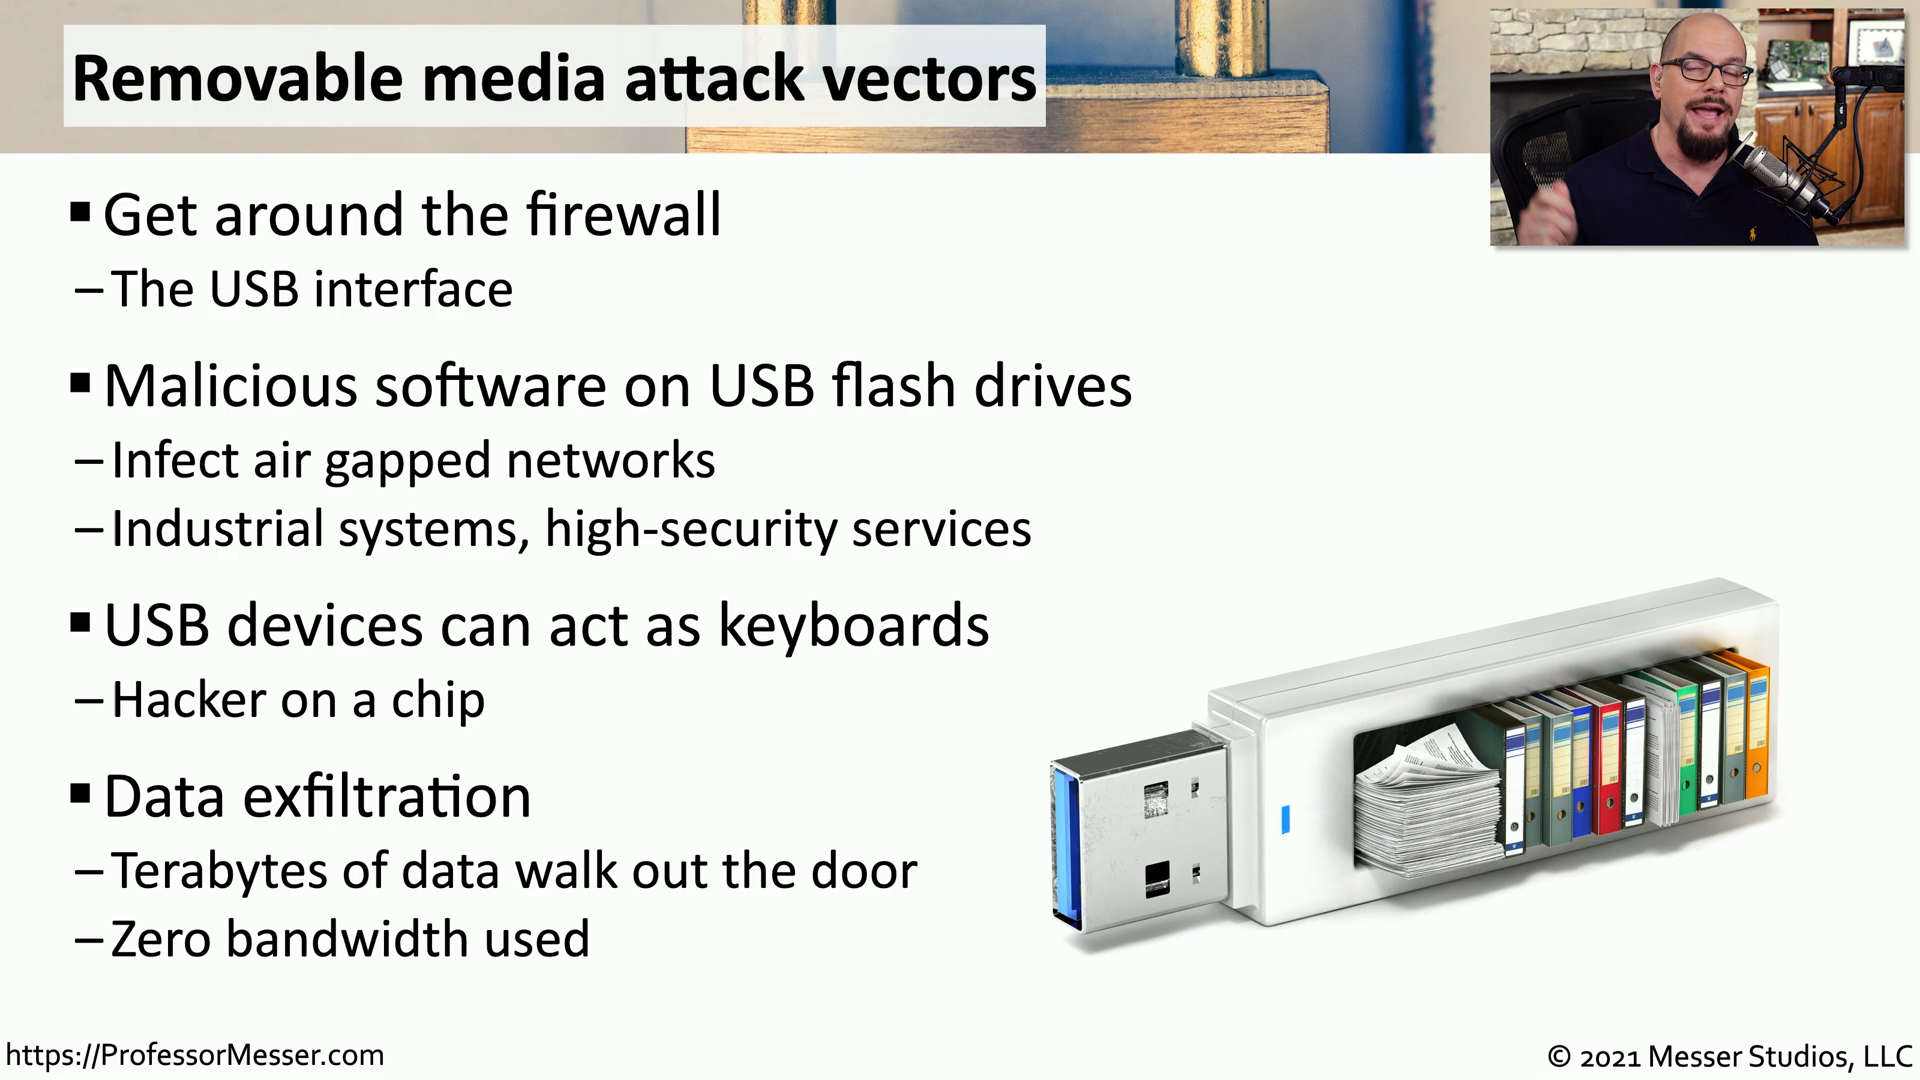 Removable media attack vectors
▪ Get around the firewall
– The USB interface
▪ Malicious software on USB flash drives
– Infect air gapped networks
– Industrial systems, high-security services
▪ USB devices can act as keyboards
– Hacker on a chip
▪ Data exfiltration
– Terabytes of data walk out the door
– Zero bandwidth used
https://ProfessorMesser.com
© 2021 Messer Studios, LLC